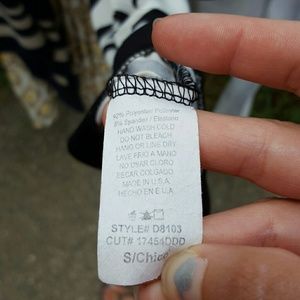 92% Polyester Poliester
8% Spandex / Elastano
HAND WASH COLD
DO NOT BLEACH
HANG OR LINE DRY
LAVE FRIO A MANO
NO USAR CLORO
SECAR COLGADO
MADE IN U.S.A.
HECHO EN E.U.A.
STYLE# D8103
CUT# 17454DDD
S/Chico